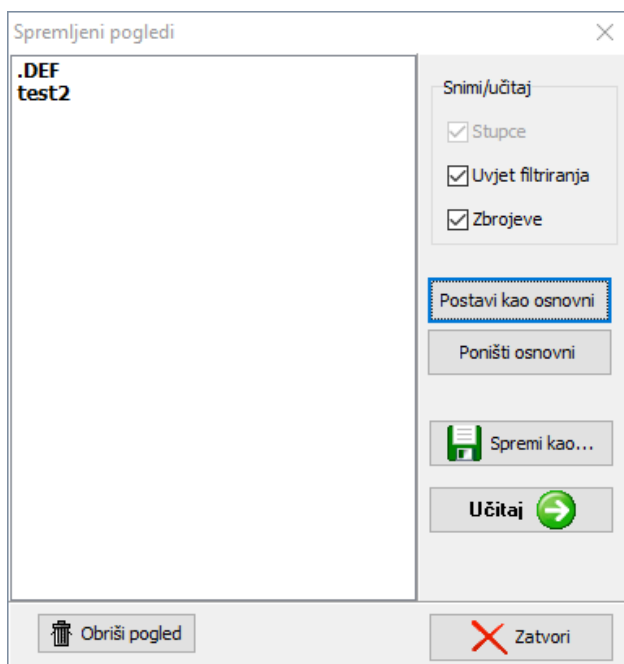 Spremljeni pogledi
.DEF
test2
Snimi/učitaj
Stupce
Uvjet filtriranja
Zbrojeve
Postavi kao osnovni
Poništi osnovni
Spremi kao...
Učitaj
Obriši pogled
Zatvori